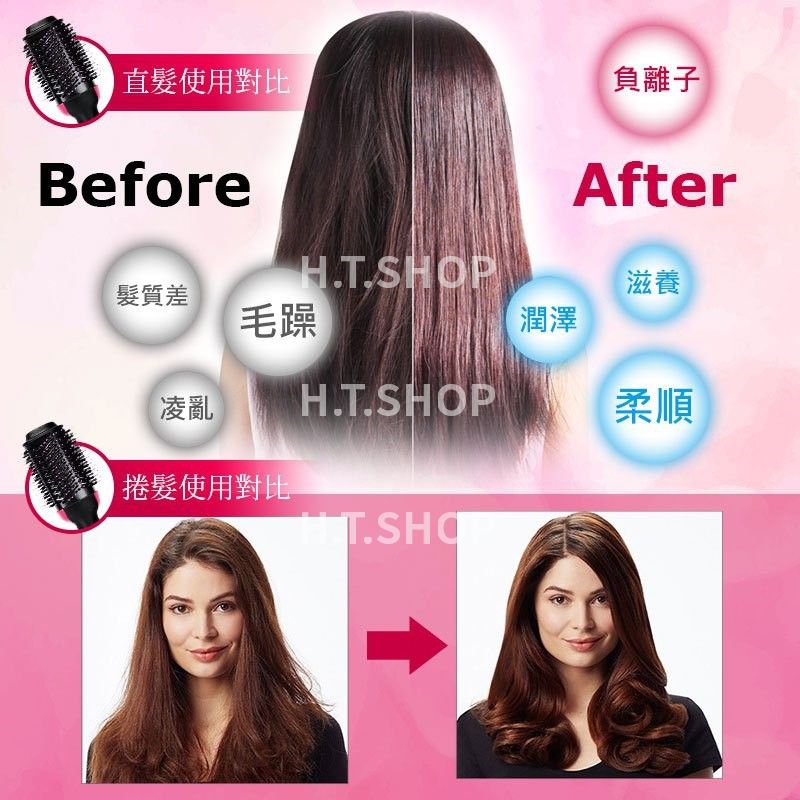 直髮使用對比
負離子
Before
After
髮質差
毛躁
凌亂
滋養
潤澤
柔順
H.T.SHOP
H.T.SHOP
捲髮使用對比
H.T.SHOP